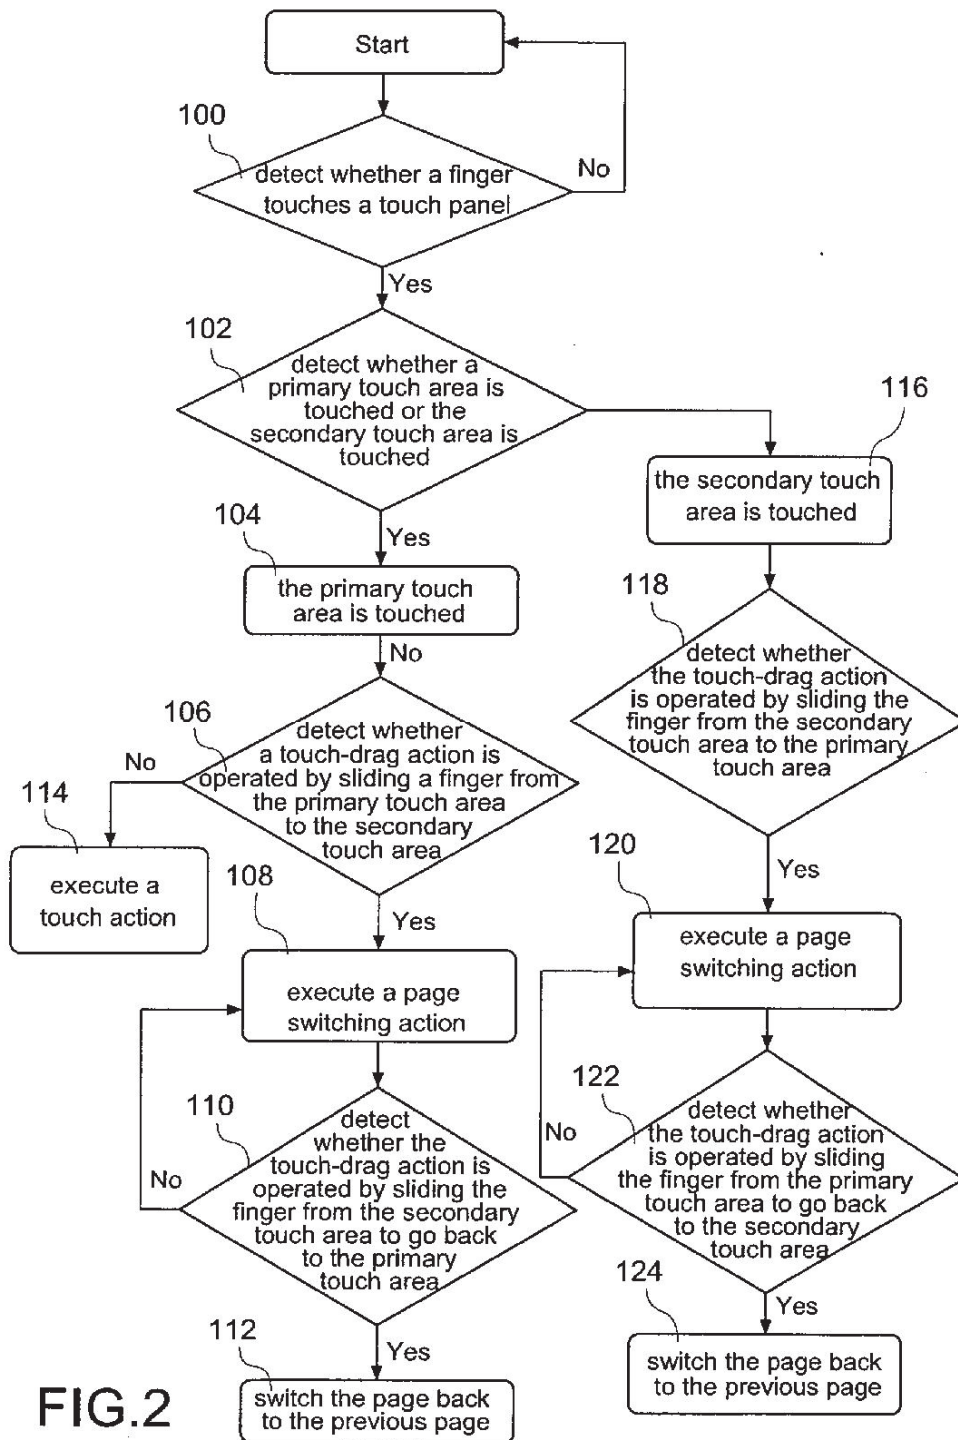 Start
100
detect whether a finger
touches a touch panel
No
Yes
102
detect whether a
primary touch area is
touched or the
secondary touch area is
touched
116
the secondary touch
area is touched
104
Yes
the primary touch
area is touched
No
118
detect whether
the touch-drag action
is operated by sliding the
finger from the secondary
touch area to the primary
touch area
106
detect whether
a touch-drag action is
operated by sliding a finger from
the primary touch area
to the secondary
touch area
No
114
execute a
touch action
Yes
108
execute a page
switching action
Yes
120
execute a page
switching action
110
detect
whether the
touch-drag action is
operated by sliding the
finger from the secondary
touch area to go back
to the primary
touch area
No
122
detect whether
the touch-drag action
is operated by sliding
the finger from the primary
touch area to go back
to the secondary
touch area
No
Yes
112
switch the page back
to the previous page
Yes
124
switch the page back
to the previous page
FIG.2